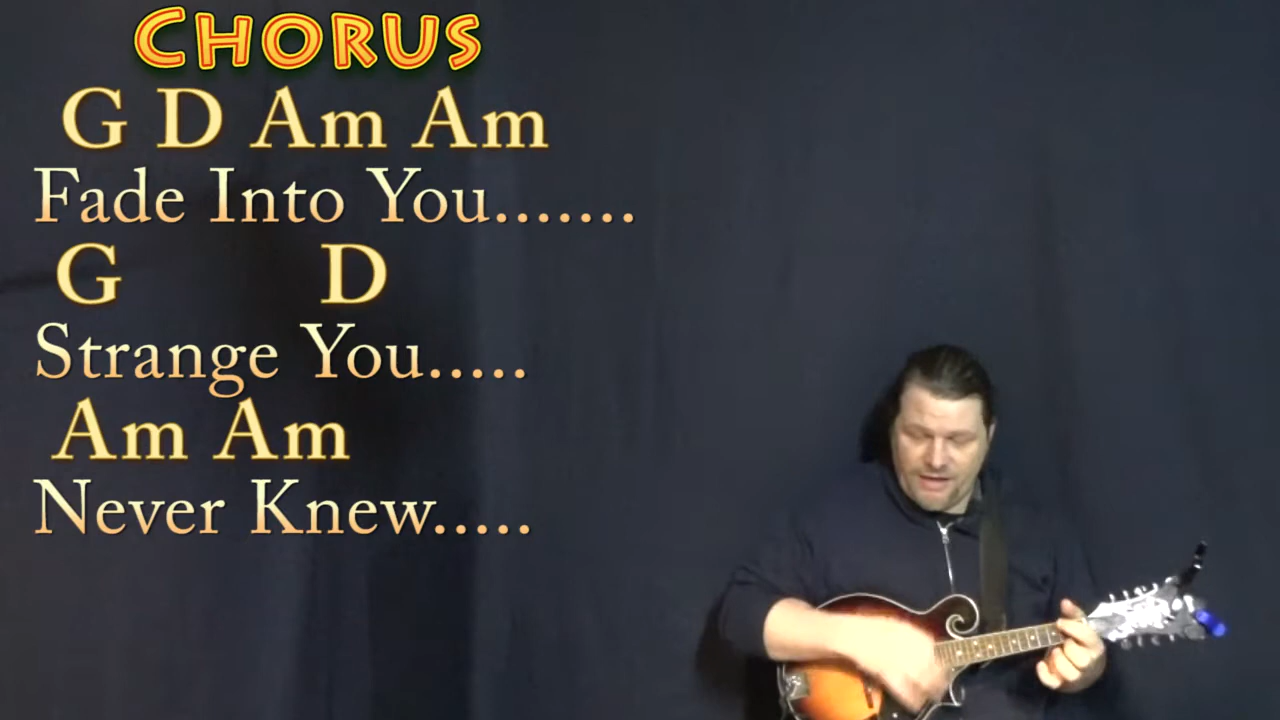 CHORUS
G D Am Am
Fade Into You.......
G D
Strange You.....
Am Am
Never Knew.....